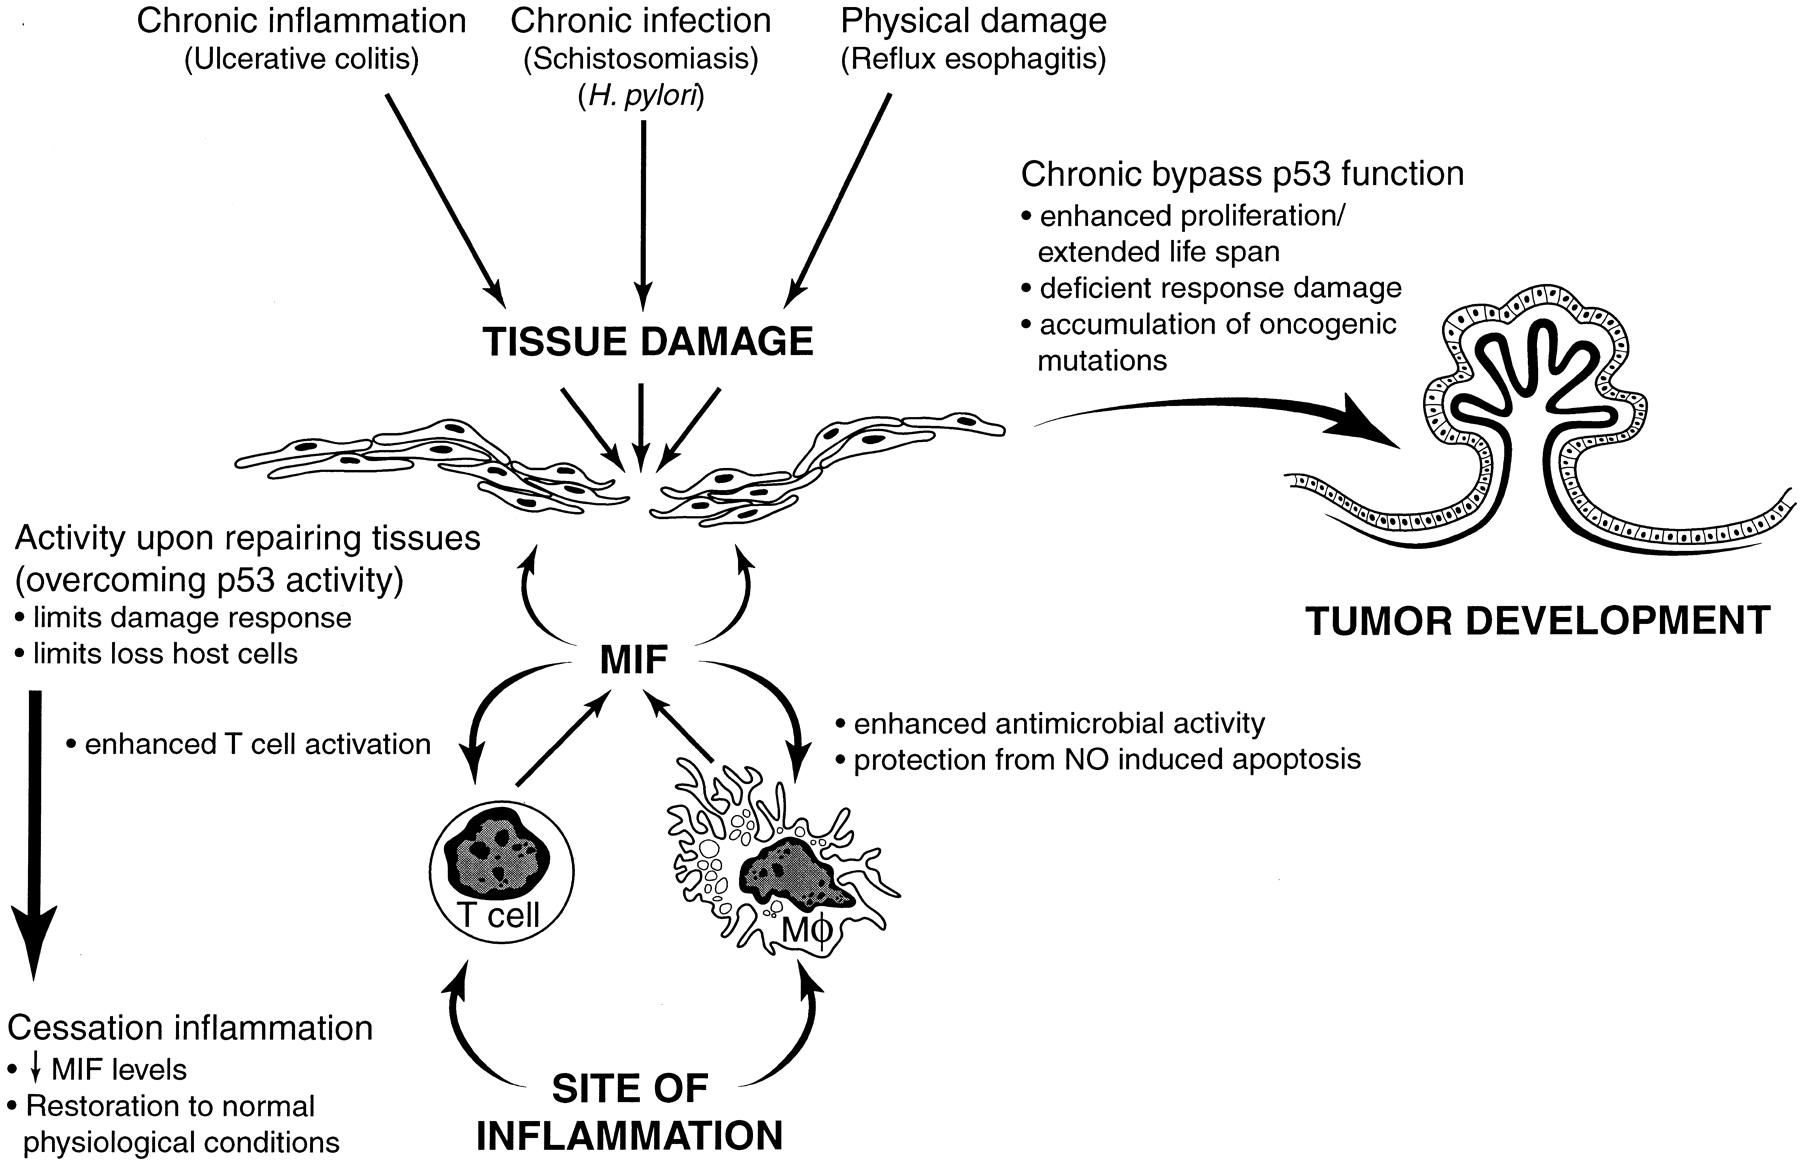 Chronic inflammation
(Ulcerative colitis)
Chronic infection
(Schistosomiasis)
(H. pylori)
Physical damage
(Reflux esophagitis)
TISSUE DAMAGE
Chronic bypass p53 function
• enhanced proliferation/
extended life span
• deficient response damage
• accumulation of oncogenic
mutations
TUMOR DEVELOPMENT
Activity upon repairing tissues
(overcoming p53 activity)
• limits damage response
• limits loss host cells
MIF
• enhanced T cell activation
• enhanced antimicrobial activity
• protection from NO induced apoptosis
T cell
Mϕ
Cessation inflammation
• ↓ MIF levels
• Restoration to normal
physiological conditions
SITE OF
INFLAMMATION